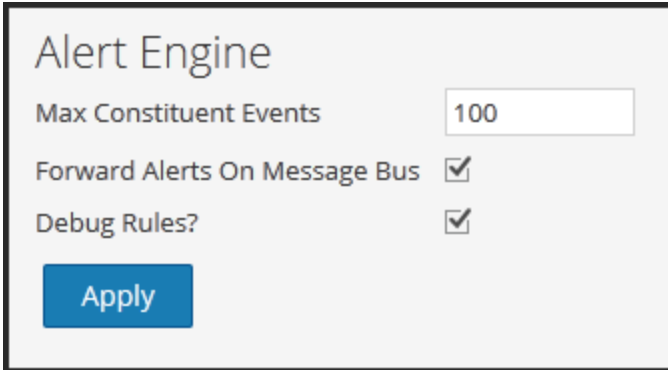 Alert Engine
Max Constituent Events 100
Forward Alerts On Message Bus
Debug Rules?
Apply